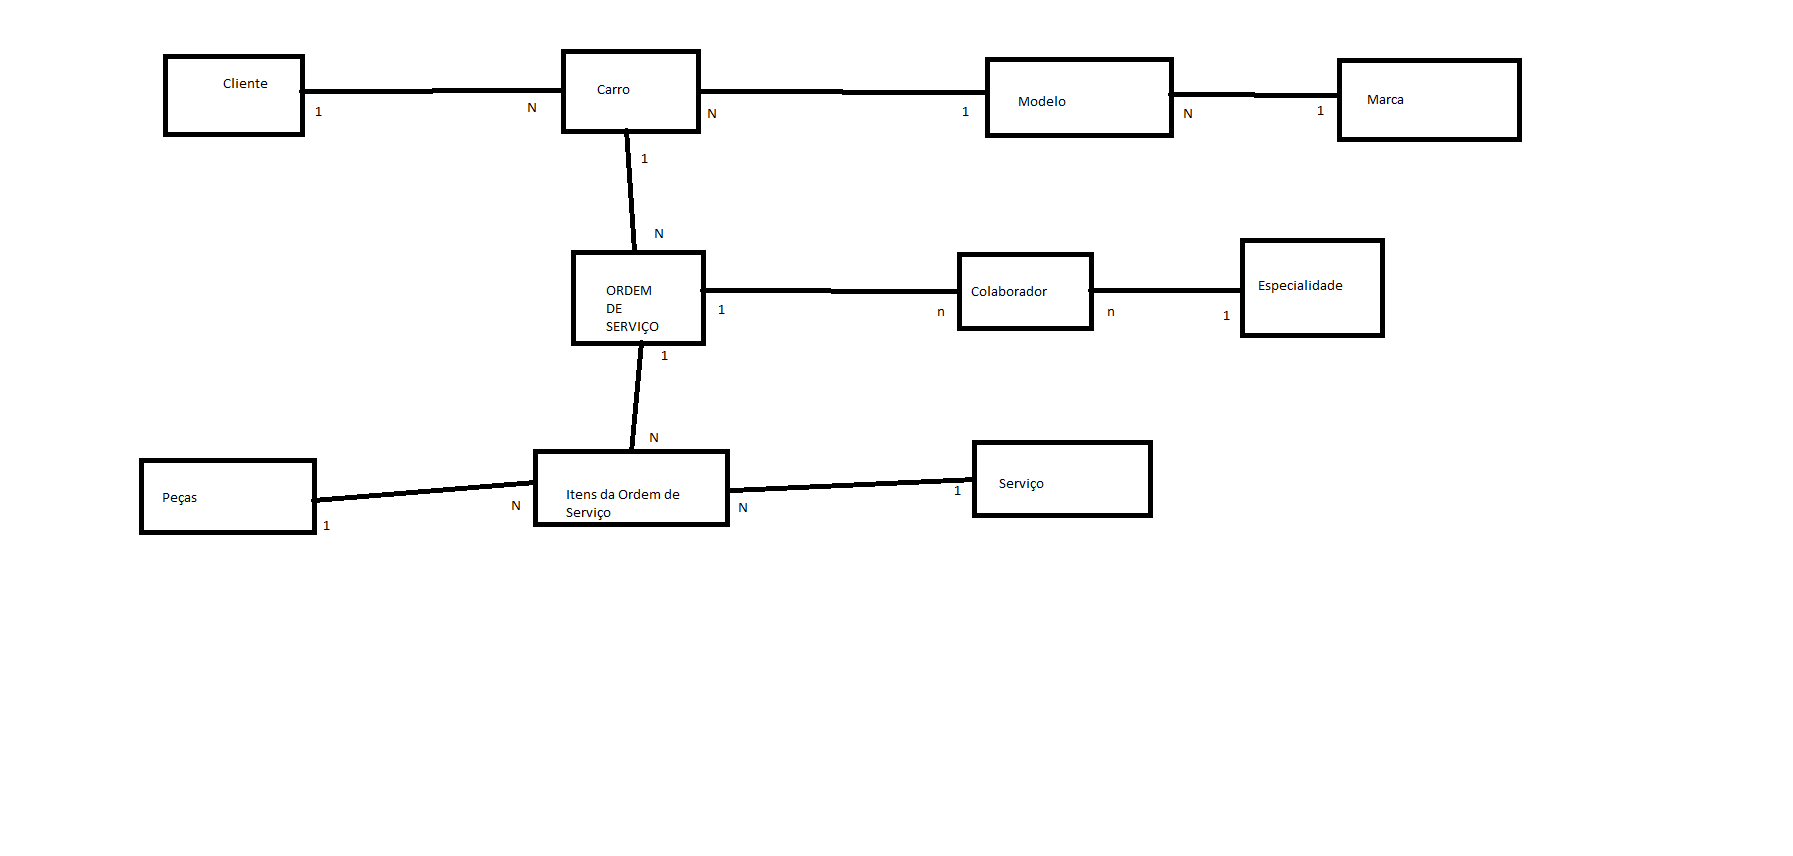 Cliente
1
N
Carro
N
1
Modelo
N
1
Marca
1
N
ORDEM
DE
SERVIÇO
1
n
Colaborador
n
1
Especialidade
1
N
Peças
1
N
Itens da Ordem de
Serviço
N
1
Serviço